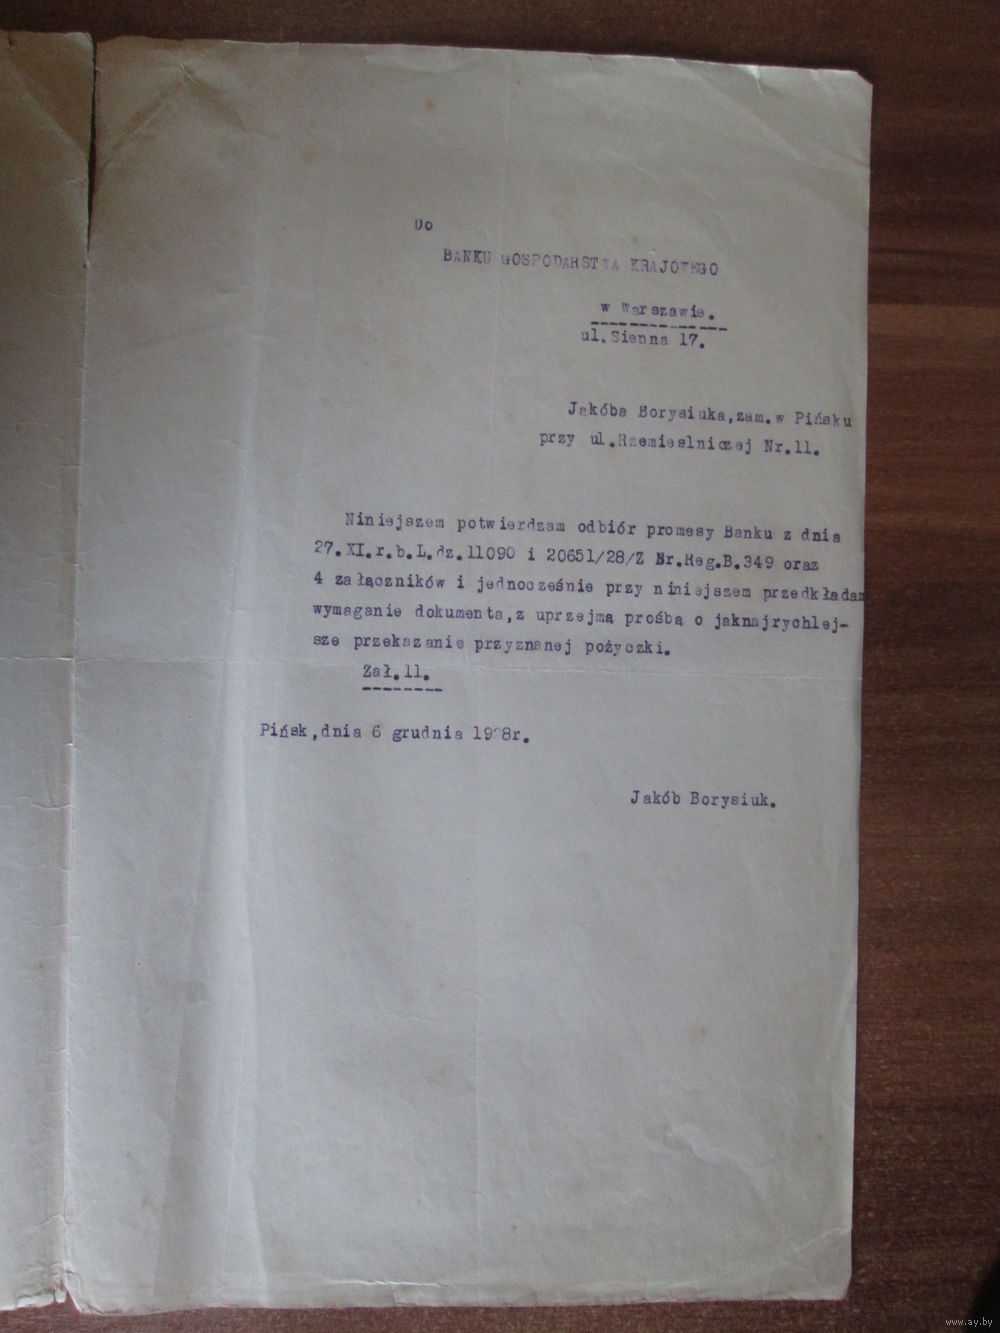 Do
BANKU GOSPODARSTWA KRAJOWEGO
w Warszawie.
ul.Sienna 17.
Jakóba Borysiuka,zam.w Pińsku
przy ul.Rzemieslniczej Nr.11.
Niniejszem potwierdzam odbiór promesy Banku z dnia
27.XI.r.b.L.dz.11090 i 20651/28/Z Nr.Reg.B.349 oraz
4 załączników i jednocześnie przy niniejszem przedkładam
wymaganie dokumenta,z uprzejmą prośbą o jaknajrychlej-
sze przekazanie przyznanej pożyczki.
Zał.11.
Pińsk,dnia 6 grudnia 1928r.
Jakób Borysiuk.
www.ay.by